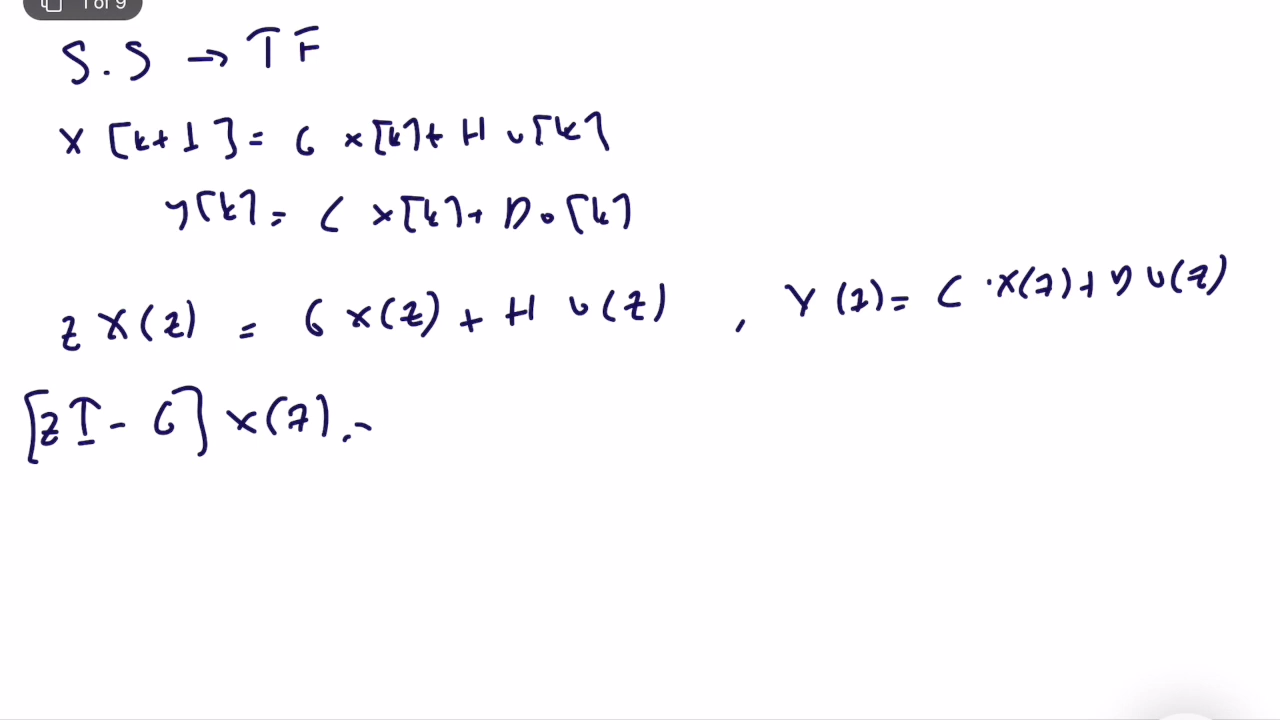 1 of 9
S.S → TF
x[k+1] = G x[k] + H u[k]
y[k] = C x[k] + D u[k]
z X(z) = G X(z) + H U(z) , Y(z) = C · X(z) + D U(z)
[zI - G] X(z) =